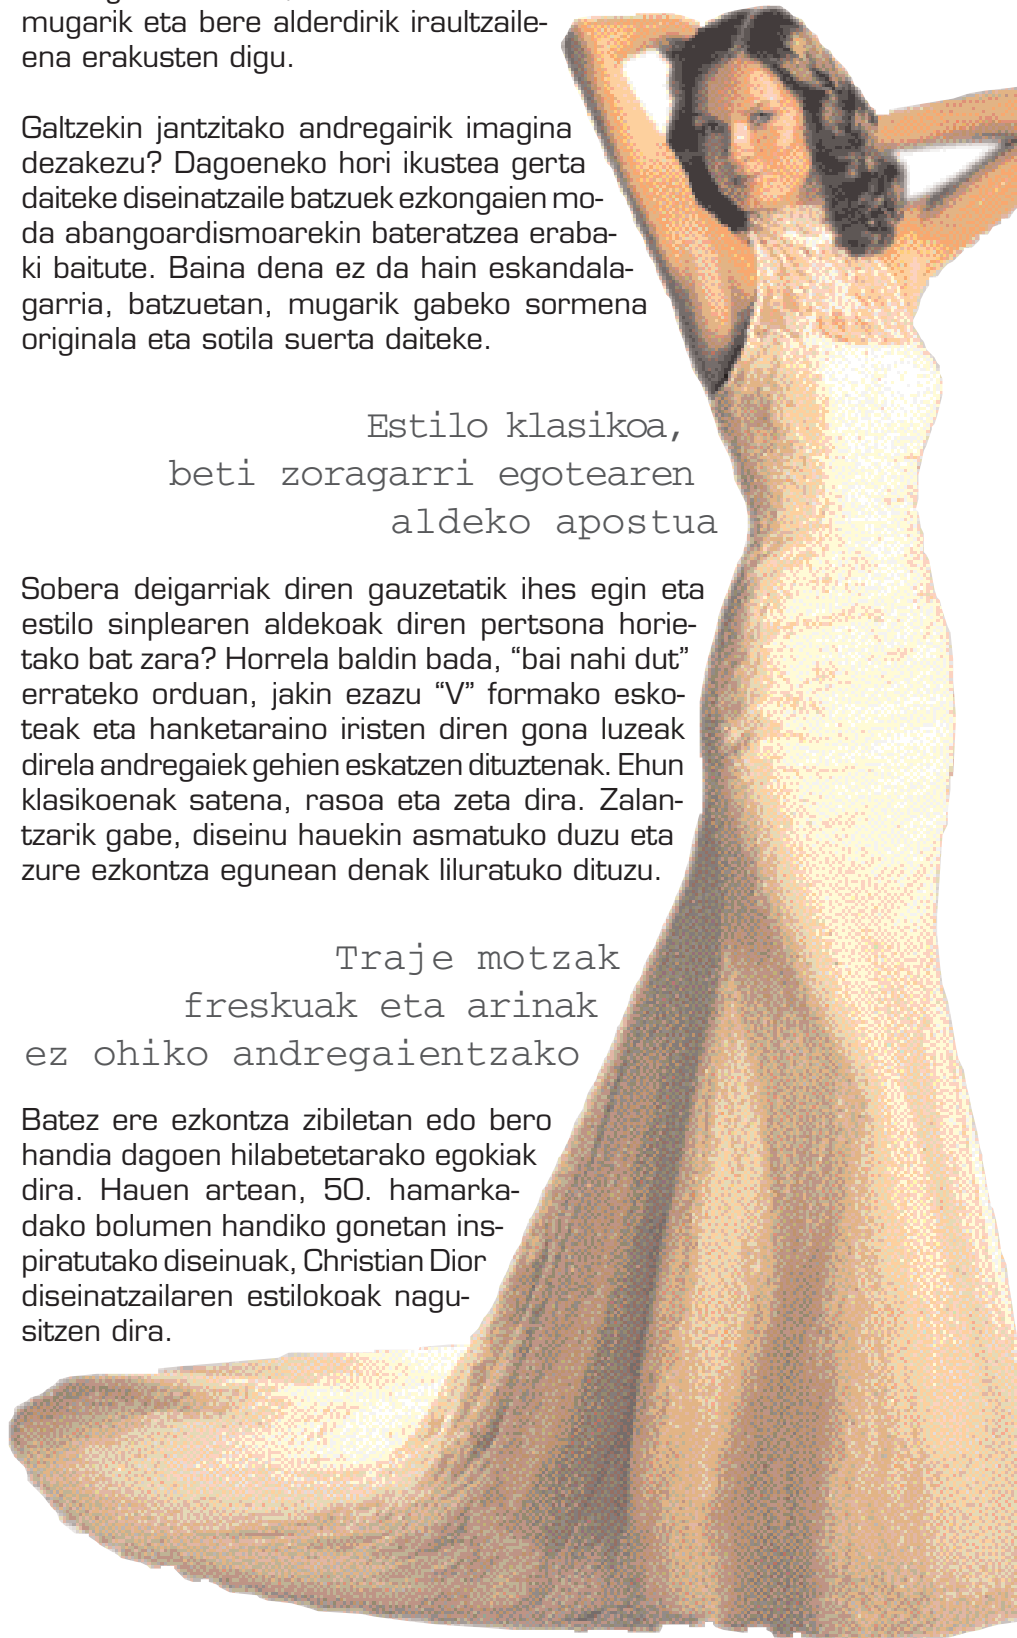 mugarik eta bere alderdirik iraultzaile-
ena erakusten digu.
Galtzekin jantzitako andregairik imagina
dezakezu? Dagoeneko hori ikustea gerta
daiteke diseinatzaile batzuek ezkongaien mo-
da abangoardismoarekin bateratzea eraba-
ki baitute. Baina dena ez da hain eskandala-
garria, batzuetan, mugarik gabeko sormena
originala eta sotila suerta daiteke.
Estilo klasikoa,
beti zoragarri egotearen
aldeko apostua
Sobera deigarriak diren gauzetatik ihes egin eta
estilo sinplearen aldekoak diren pertsona horie-
tako bat zara? Horrela baldin bada, “bai nahi dut”
errateko orduan, jakin ezazu “V” formako esko-
teak eta hanketaraino iristen diren gona luzeak
direla andregaiek gehien eskatzen dituztenak. Ehun
klasikoenak satena, rasoa eta zeta dira. Zalan-
tzarik gabe, diseinu hauekin asmatuko duzu eta
zure ezkontza egunean denak liluratuko dituzu.
Traje motzak
freskuak eta arinak
ez ohiko andregaientzako
Batez ere ezkontza zibiletan edo bero
handia dagoen hilabetetarako egokiak
dira. Hauen artean, 50. hamarka-
dako bolumen handiko gonetan ins-
piratutako diseinuak, Christian Dior
diseinatzailaren estilokoak nagu-
sitzen dira.